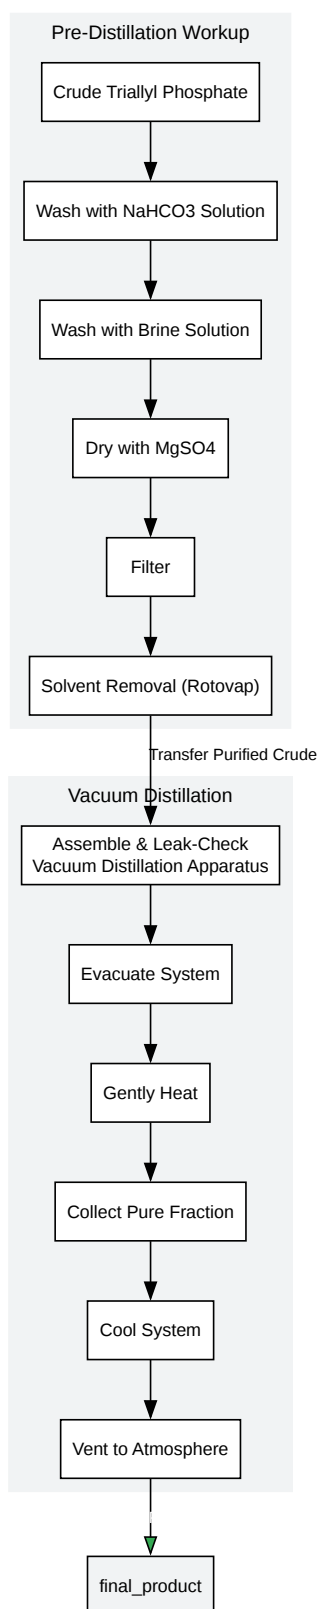 Pre-Distillation Workup
Crude Triallyl Phosphate
Wash with NaHCO3 Solution
Wash with Brine Solution
Dry with MgSO4
Filter
Solvent Removal (Rotovap)
Transfer Purified Crude
Vacuum Distillation
Assemble & Leak-Check
Vacuum Distillation Apparatus
Evacuate System
Gently Heat
Collect Pure Fraction
Cool System
Vent to Atmosphere
final_product